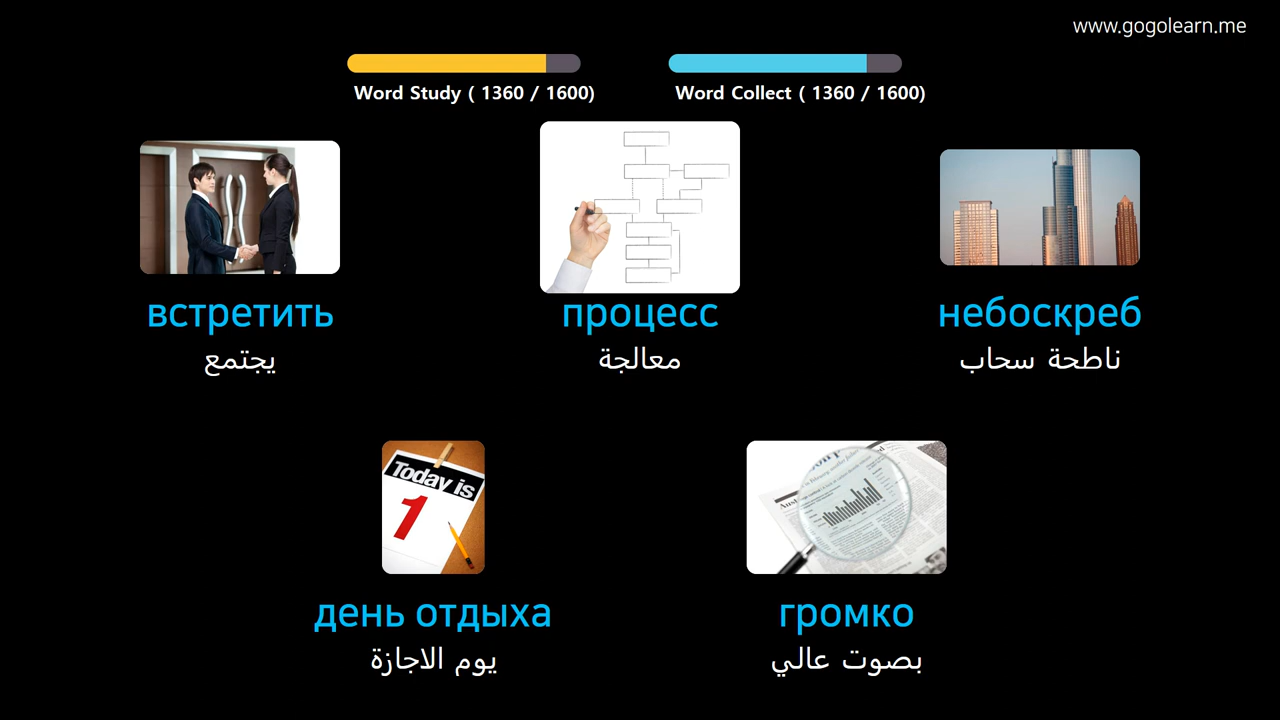 www.gogolearn.me
Word Study ( 1360 / 1600)
Word Collect ( 1360 / 1600)
встретить
يجتمع
процесс
معالجة
небоскреб
ناطحة سحاب
Today is
1
день отдыха
يوم الاجازة
громко
بصوت عالي